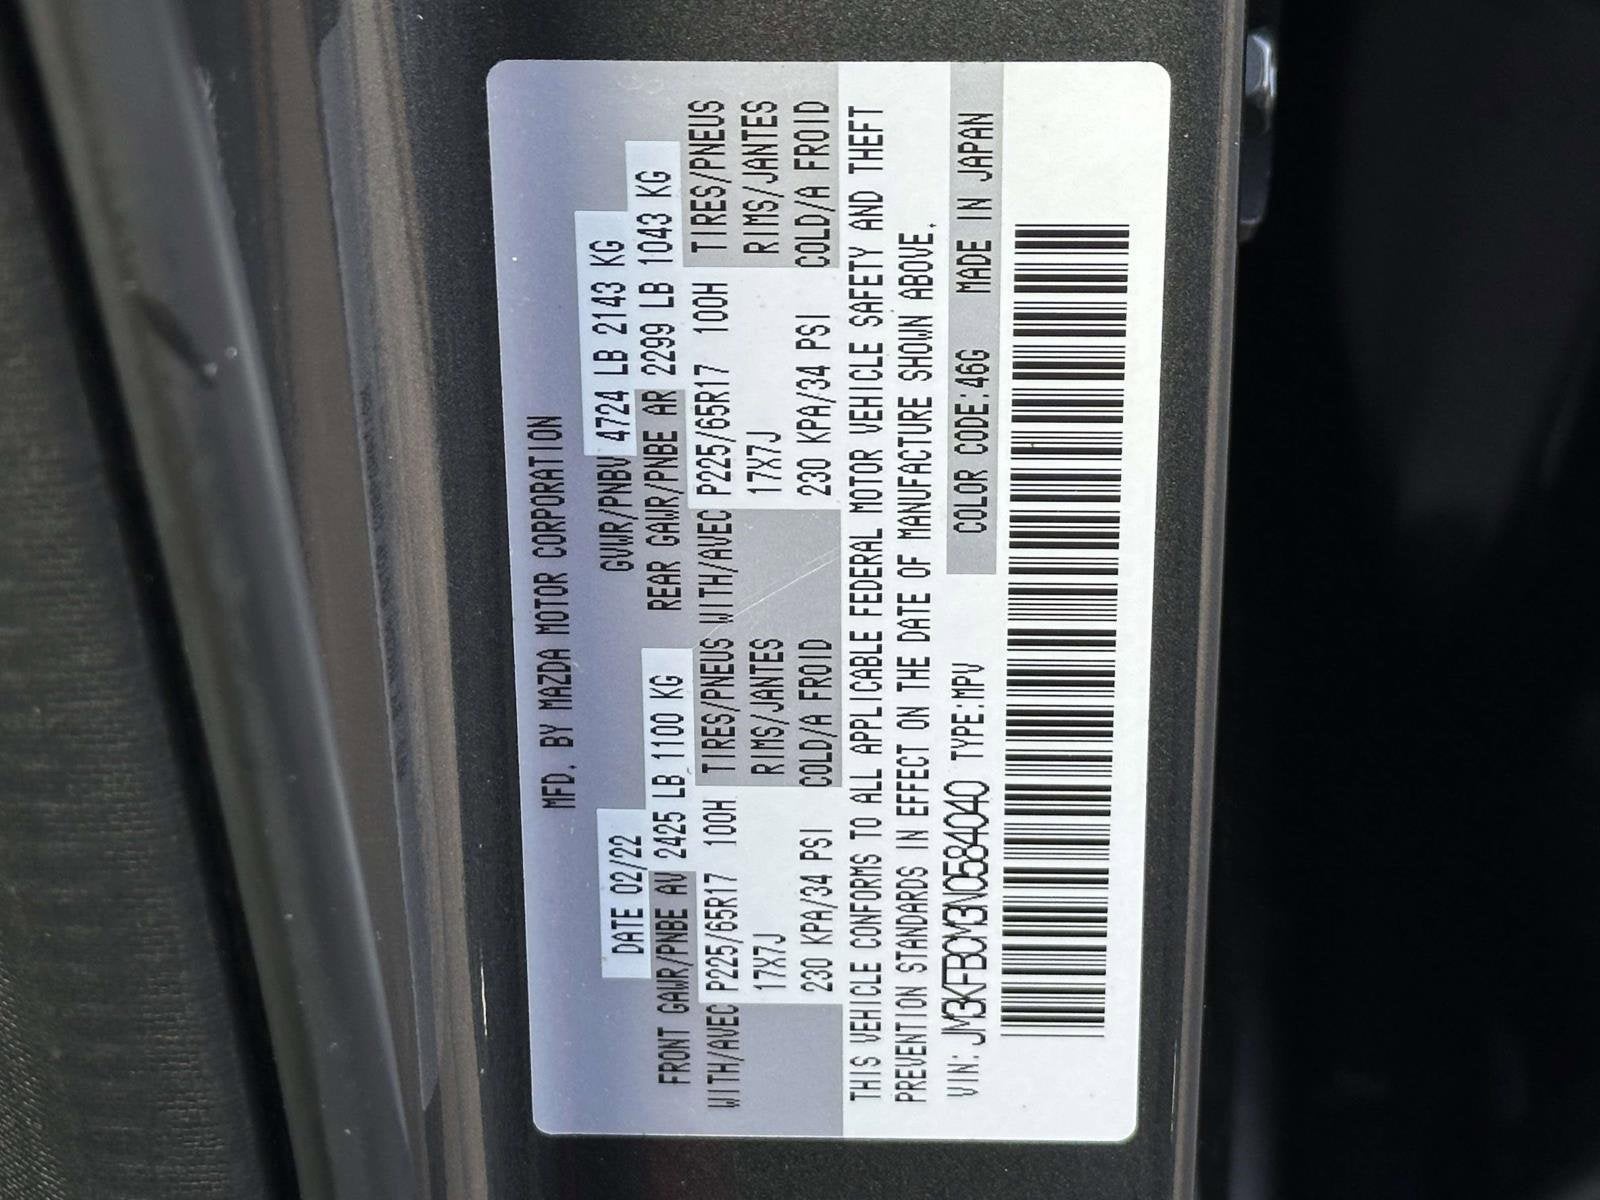 MFD. BY MAZDA MOTOR CORPORATION
DATE 02/22 GVWR/PNBV 4724 LB 2143 KG
FRONT GAWR/PNBE AV 2425 LB 1100 KG REAR GAWR/PNBE AR 2299 LB 1043 KG
WITH/AVEC P225/65R17 100H TIRES/PNEUS WITH/AVEC P225/65R17 100H TIRES/PNEUS
17X7J RIMS/JANTES 17X7J RIMS/JANTES
230 KPA/34 PSI COLD/A FROID 230 KPA/34 PSI COLD/A FROID
THIS VEHICLE CONFORMS TO ALL APPLICABLE FEDERAL MOTOR VEHICLE SAFETY AND THEFT
PREVENTION STANDARDS IN EFFECT ON THE DATE OF MANUFACTURE SHOWN ABOVE.
VIN: JM3KFBCM3N0584040 TYPE:MPV COLOR CODE:46G MADE IN JAPAN